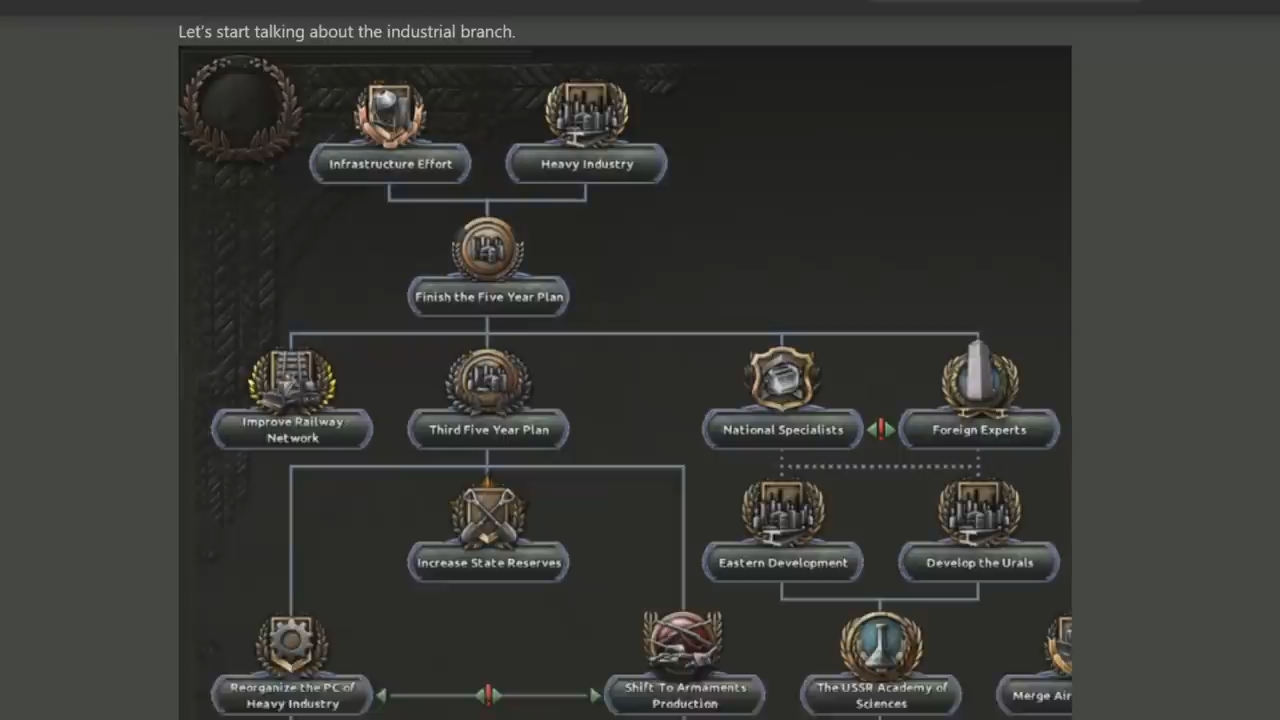 Let's start talking about the industrial branch.
Infrastructure Effort
Heavy Industry
Finish the Five Year Plan
Improve Railway
Network
Third Five Year Plan
National Specialists
Foreign Experts
Increase State Reserves
Eastern Development
Develop the Urals
Reorganize the PC of
Heavy Industry
Shift To Armaments
Production
The USSR Academy of
Sciences
Merge Air